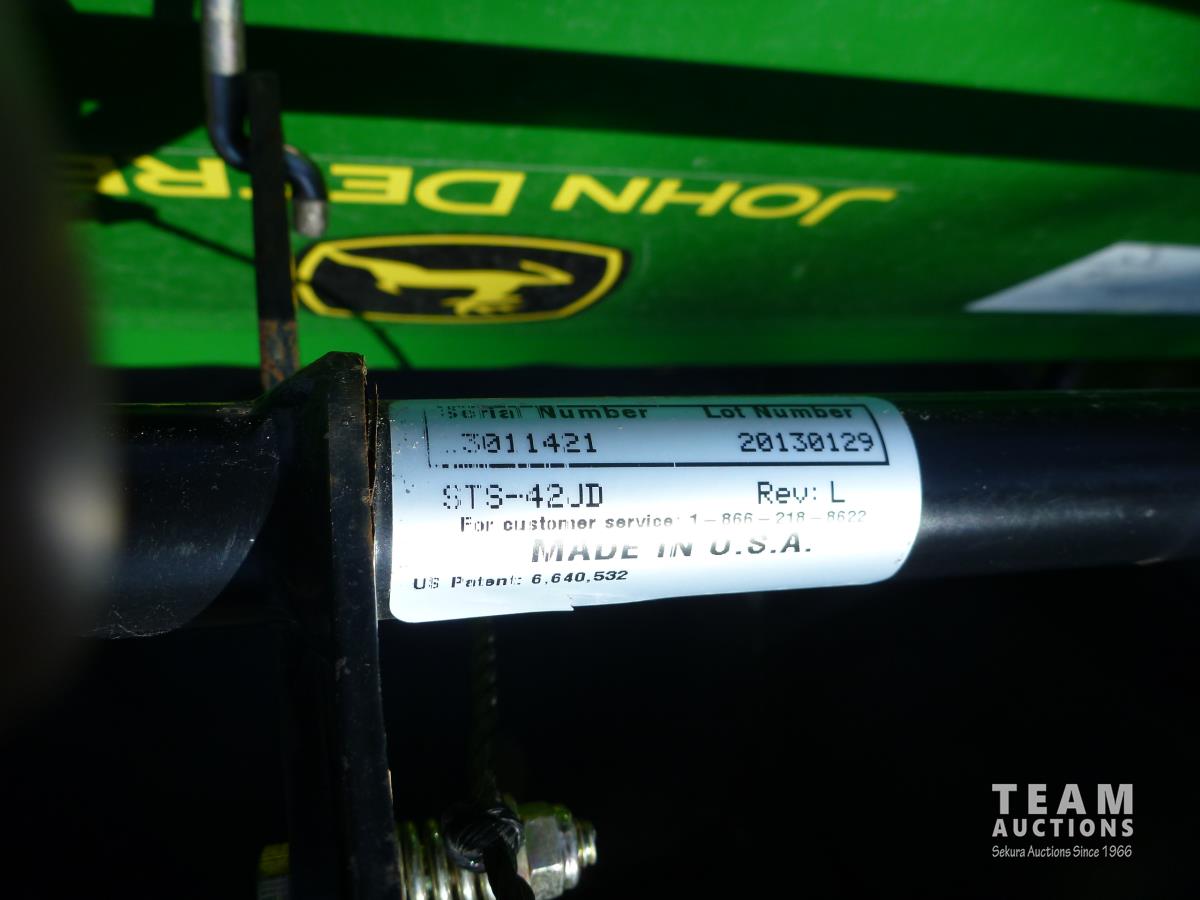 JOHN DEERE
Serial Number Lot Number
3011421 20130129
STS-42JD Rev: L
For customer service: 1-866-218-8622
MADE IN U.S.A.
US Patent: 6,640,532
TEAM
AUCTIONS
Sekura Auctions Since 1966